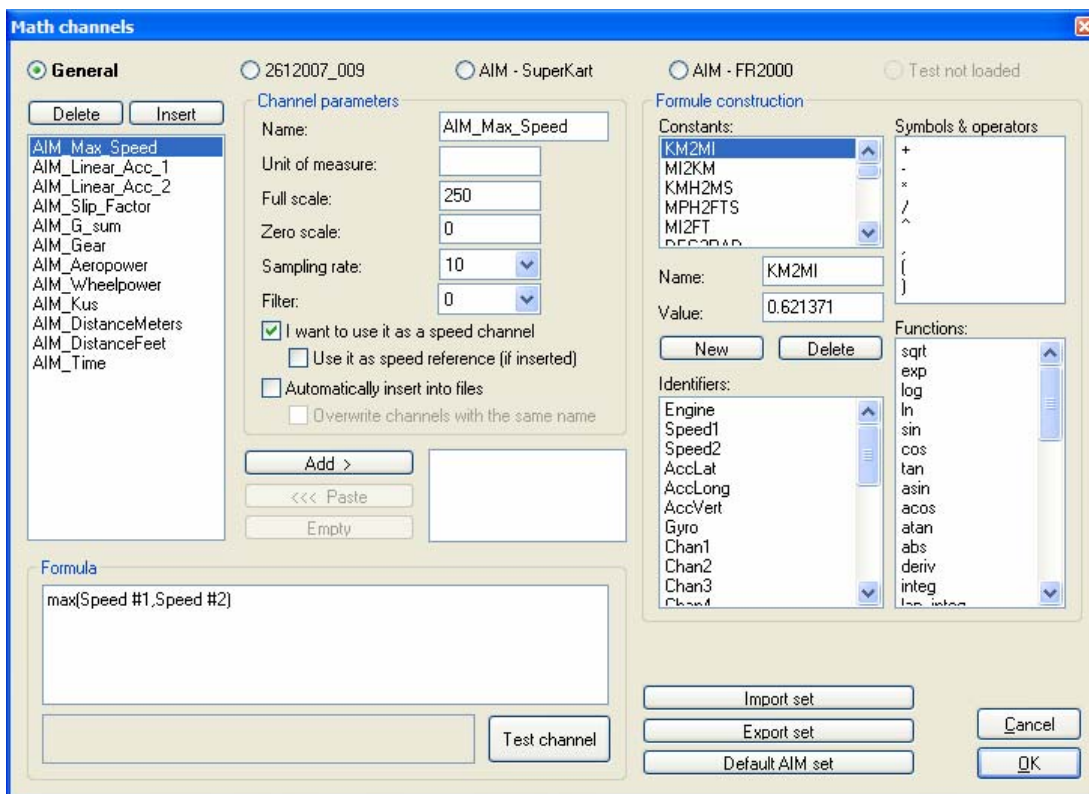 Math channels
General
2612007_009
AIM - SuperKart
AIM - FR2000
Test not loaded
Delete
Insert
AIM_Max_Speed
AIM_Linear_Acc_1
AIM_Linear_Acc_2
AIM_Slip_Factor
AIM_G_sum
AIM_Gear
AIM_Aeropower
AIM_Wheelpower
AIM_Kus
AIM_DistanceMeters
AIM_DistanceFeet
AIM_Time
Channel parameters
Name: AIM_Max_Speed
Unit of measure:
Full scale: 250
Zero scale: 0
Sampling rate: 10
Filter: 0
I want to use it as a speed channel
Use it as speed reference (if inserted)
Automatically insert into files
Overwrite channels with the same name
Add >
<<< Paste
Empty
Formula
max(Speed #1,Speed #2)
Test channel
Formule construction
Constants:
KM2MI
MI2KM
KMH2MS
MPH2FTS
MI2FT
DEG2RAD
Name: KM2MI
Value: 0.621371
New
Delete
Identifiers:
Engine
Speed1
Speed2
AccLat
AccLong
AccVert
Gyro
Chan1
Chan2
Chan3
Chan4
Symbols & operators
+
-
*
/
^
,
(
)
Functions:
sqrt
exp
log
ln
sin
cos
tan
asin
acos
atan
abs
deriv
integ
lap_integ
Import set
Export set
Default AIM set
Cancel
OK